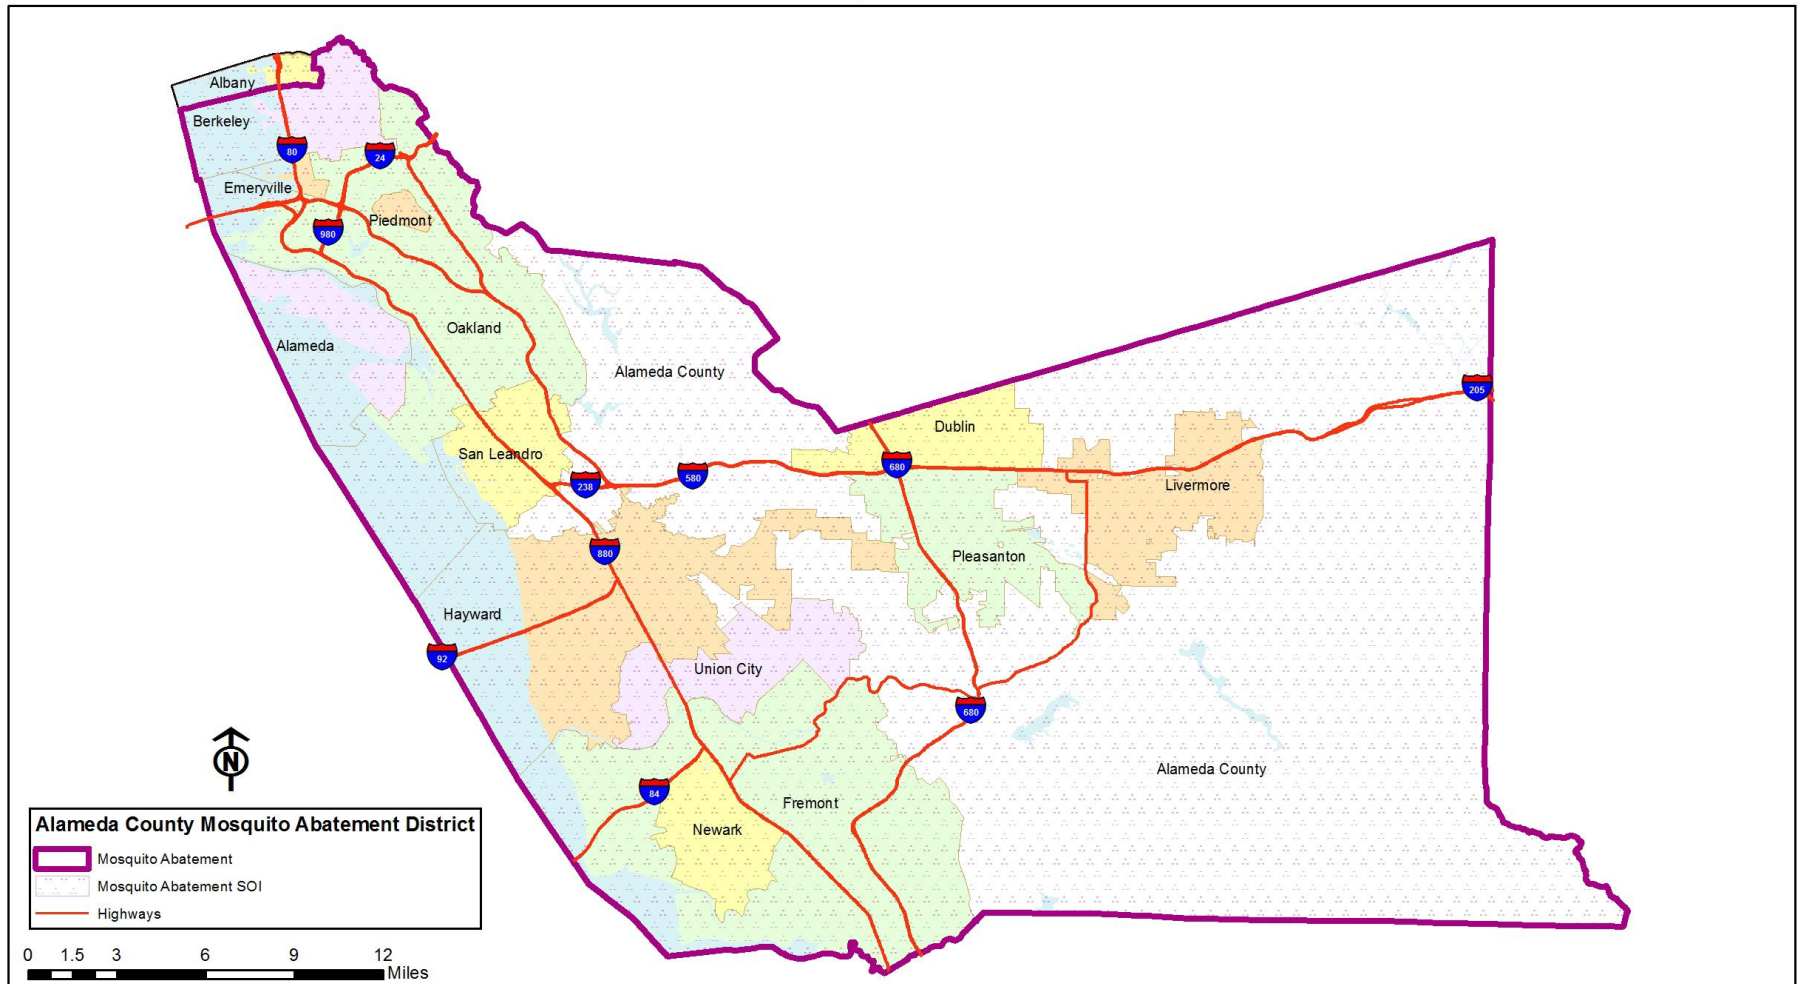 Albany
Berkeley
80
24
Emeryville
Piedmont
980
Oakland
Alameda
Alameda County
205
Dublin
San Leandro
680
580
238
Livermore
880
Pleasanton
Hayward
92
Union City
680
Alameda County
84
Fremont
Newark
N
Alameda County Mosquito Abatement District
Mosquito Abatement
Mosquito Abatement SOI
Highways
0 1.5 3 6 9 12
Miles